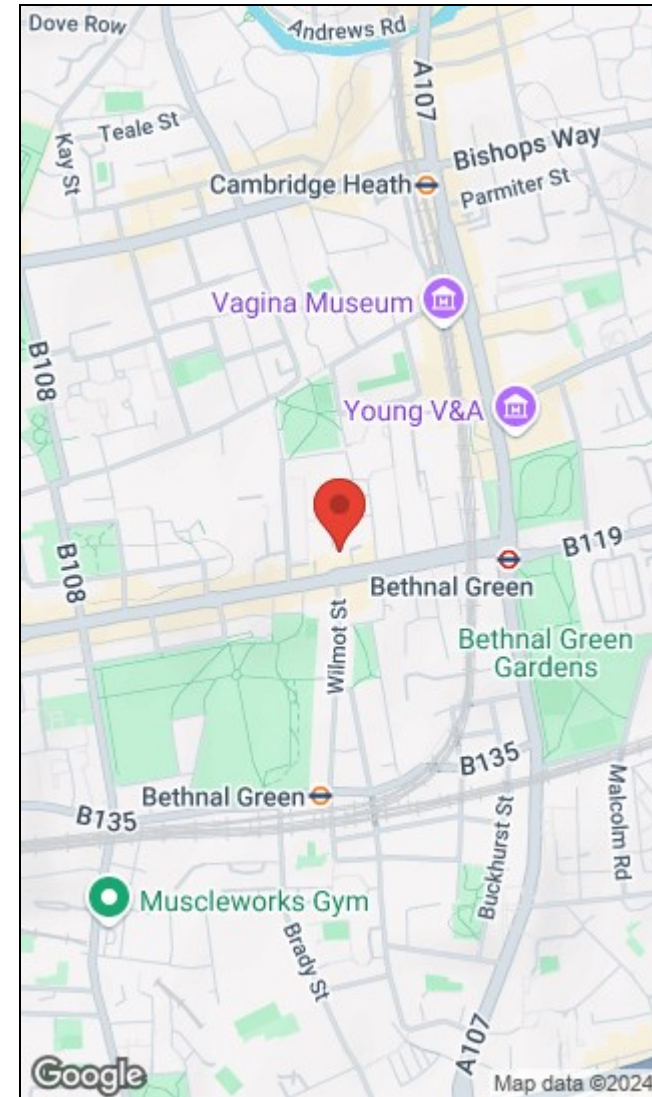 Dove Row
Andrews Rd
A107
Teale St
Kay St
Bishops Way
Cambridge Heath
Parmiter St
Vagina Museum
B108
Young V&A
B108
B119
Bethnal Green
Wilmot St
Bethnal Green
Gardens
B135
Bethnal Green
B135
Malcolm Rd
Buckhurst St
Muscleworks Gym
Brady St
A107
Google
Map data ©2024